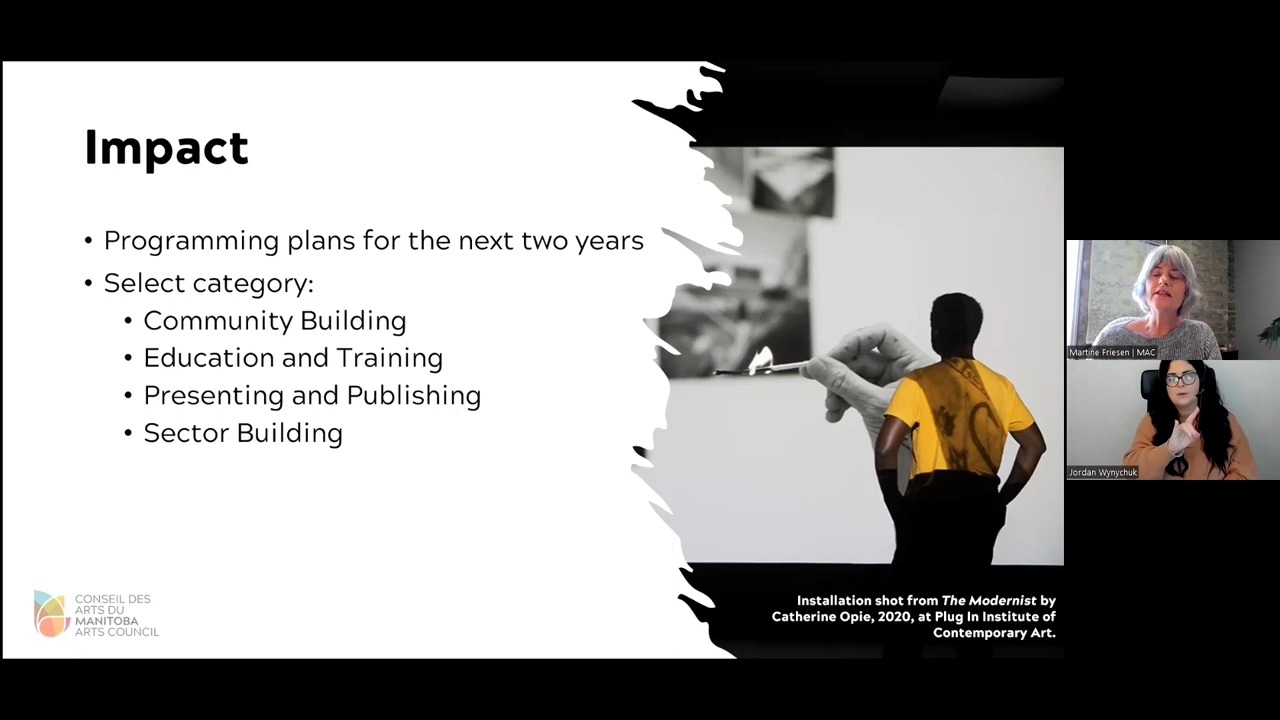 Impact
• Programming plans for the next two years
• Select category:
• Community Building
• Education and Training
• Presenting and Publishing
• Sector Building
CONSEIL DES
ARTS DU
MANITOBA
ARTS COUNCIL
Installation shot from The Modernist by
Catherine Opie, 2020, at Plug In Institute of
Contemporary Art.
Martine Friesen | MAC
Jordan Wynychuk